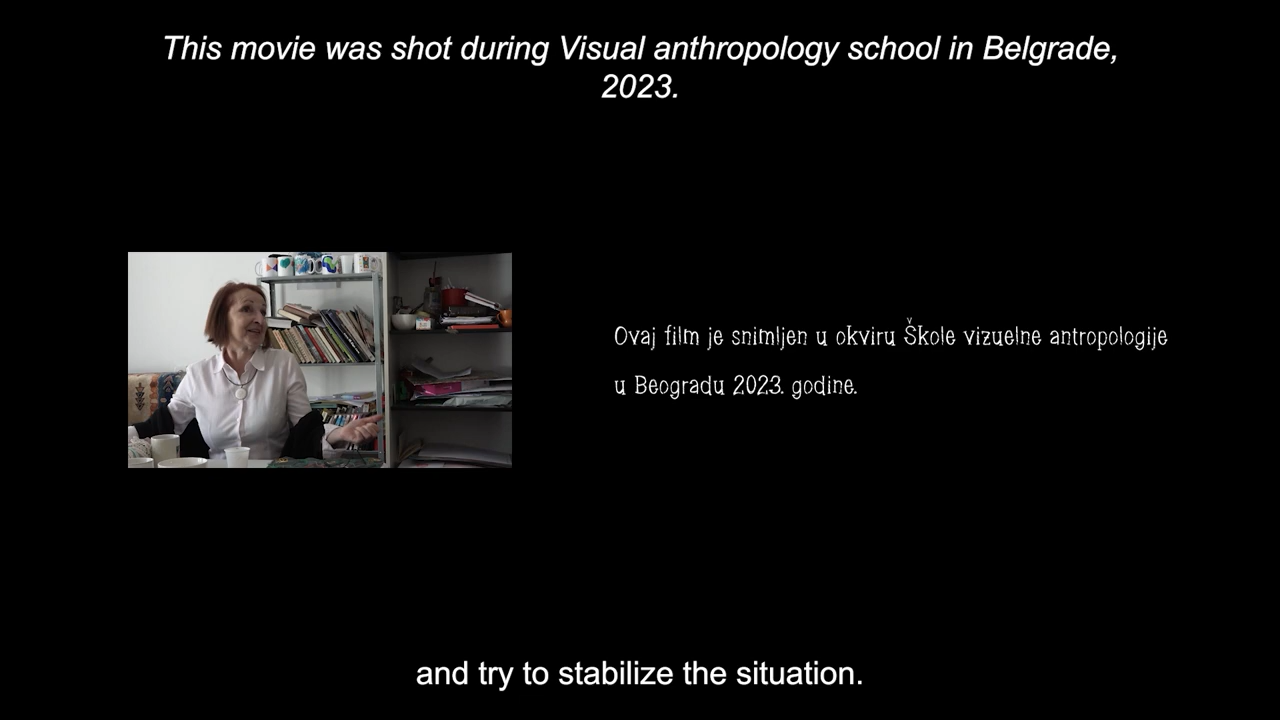 This movie was shot during Visual anthropology school in Belgrade,
2023.
Ovaj film je snimljen u okviru Škole vizuelne antropologije
u Beogradu 2023. godine.
and try to stabilize the situation.